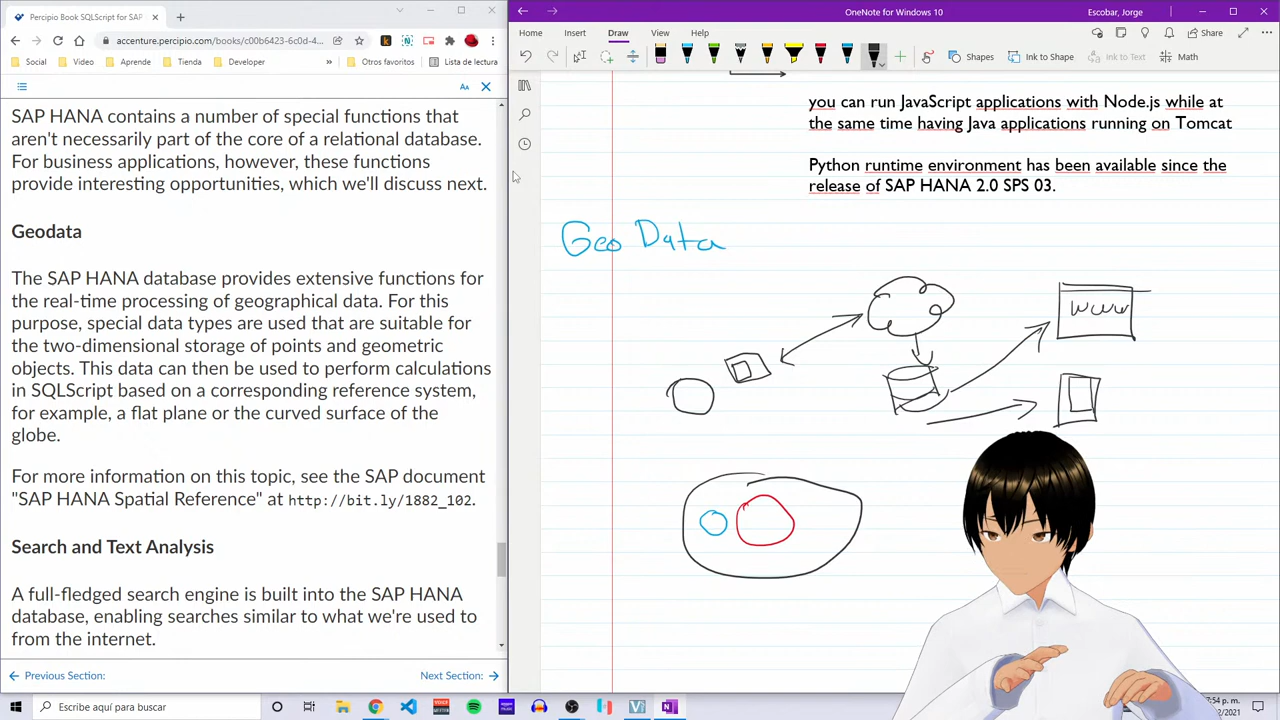 Percipio Book SQLScript for SAP
accenture.percipio.com/books/c00b6423-6c0d-4...
Social
Video
Aprende
Tienda
Developer
»
Otros favoritos
Lista de lectura
SAP HANA contains a number of special functions that
aren't necessarily part of the core of a relational database.
For business applications, however, these functions
provide interesting opportunities, which we'll discuss next.
Geodata
The SAP HANA database provides extensive functions for
the real-time processing of geographical data. For this
purpose, special data types are used that are suitable for
the two-dimensional storage of points and geometric
objects. This data can then be used to perform calculations
in SQLScript based on a corresponding reference system,
for example, a flat plane or the curved surface of the
globe.
For more information on this topic, see the SAP document
"SAP HANA Spatial Reference" at http://bit.ly/1882_102.
Search and Text Analysis
A full-fledged search engine is built into the SAP HANA
database, enabling searches similar to what we're used to
from the internet.
Previous Section:
Next Section:
OneNote for Windows 10
Escobar, Jorge
Home
Insert
Draw
View
Help
Share
Shapes
Ink to Shape
Ink to Text
Math
you can run JavaScript applications with Node.js while at
the same time having Java applications running on Tomcat
Python runtime environment has been available since the
release of SAP HANA 2.0 SPS 03.
Geo Data
www
Escribe aquí para buscar
:54 p. m.
/2021